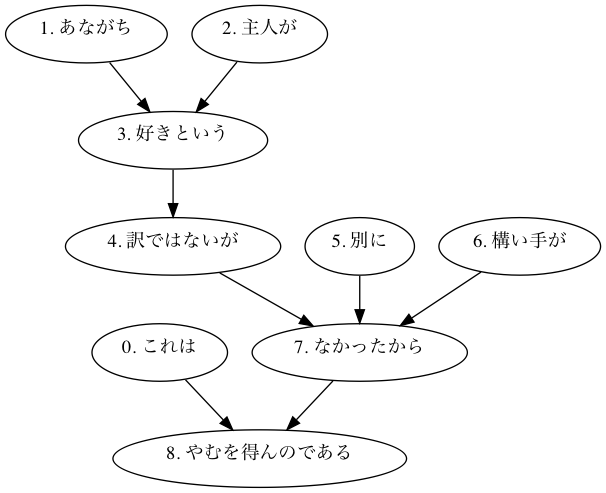 1. あながち
2. 主人が
3. 好きという
4. 訳ではないが
5. 別に
6. 構い手が
0. これは
7. なかったから
8. やむを得んのである